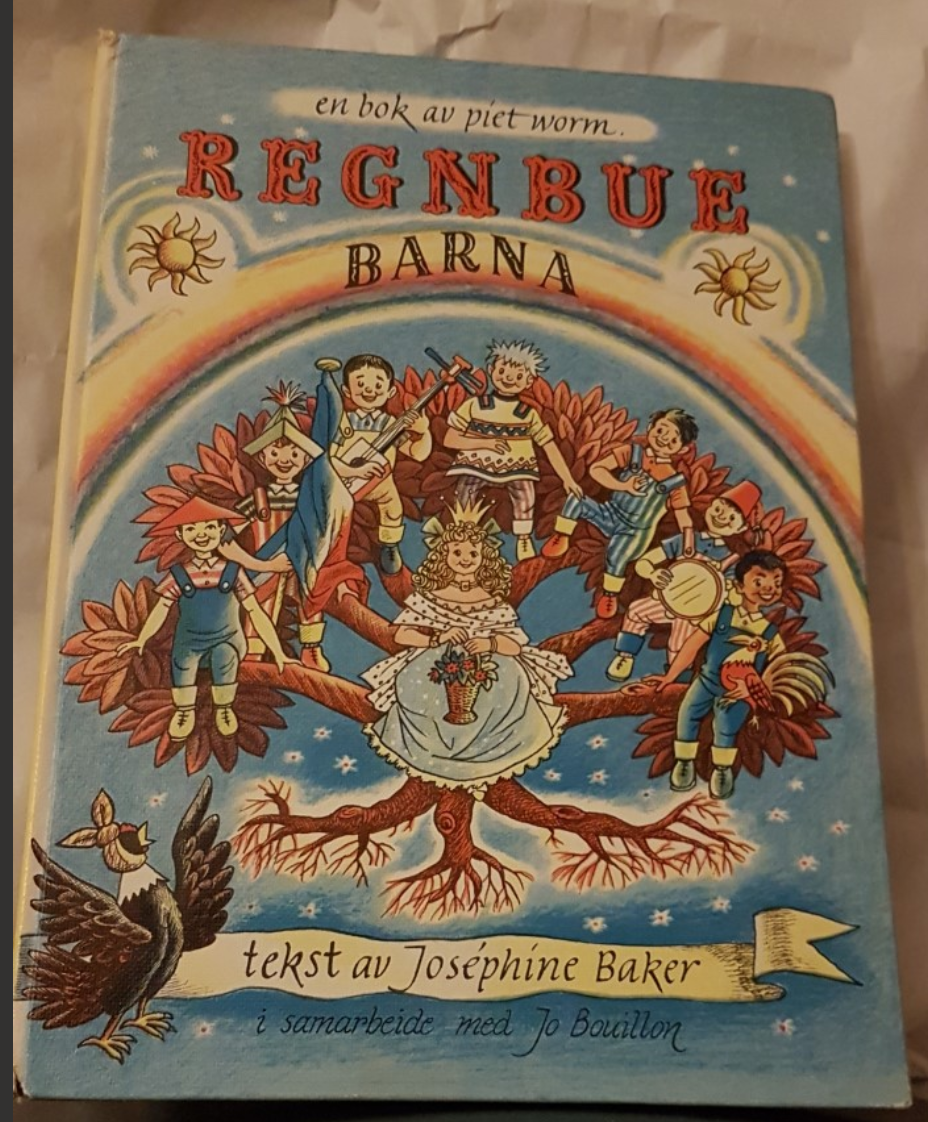 en bok av piet worm.
REGNBUE
BARNA
tekst av Joséphine Baker
i samarbeide med Jo Bouillon